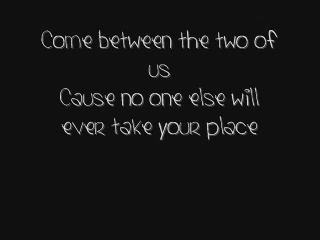 Come between the two of
us
Cause no one else will
ever take your place